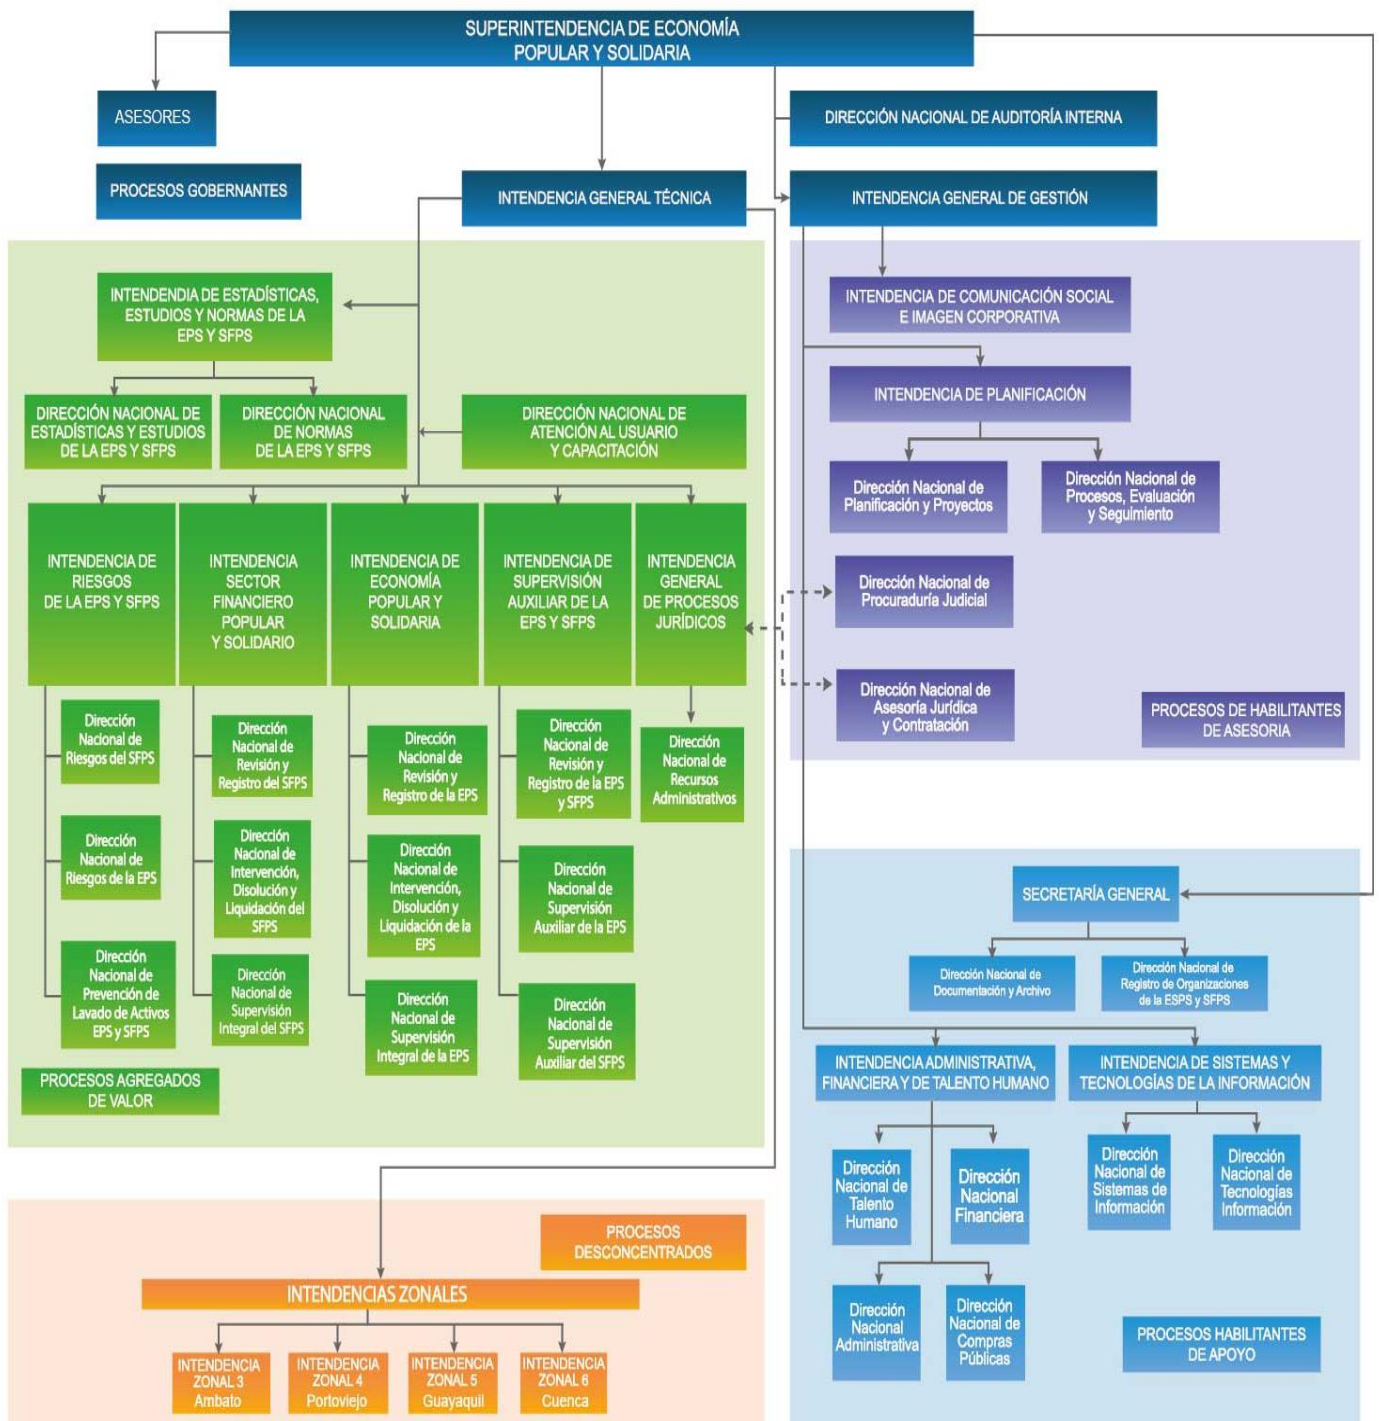 SUPERINTENDENCIA DE ECONOMÍA
POPULAR Y SOLIDARIA
ASESORES
DIRECCIÓN NACIONAL DE AUDITORÍA INTERNA
PROCESOS GOBERNANTES
INTENDENCIA GENERAL TÉCNICA
INTENDENCIA GENERAL DE GESTIÓN
INTENDENDIA DE ESTADÍSTICAS,
ESTUDIOS Y NORMAS DE LA
EPS Y SFPS
DIRECCIÓN NACIONAL DE
ESTADÍSTICAS Y ESTUDIOS
DE LA EPS Y SFPS
DIRECCIÓN NACIONAL
DE NORMAS
DE LA EPS Y SFPS
DIRECCIÓN NACIONAL DE
ATENCIÓN AL USUARIO
Y CAPACITACIÓN
INTENDENCIA DE
RIESGOS
DE LA EPS Y SFPS
INTENDENCIA
SECTOR
FINANCIERO
POPULAR
Y SOLIDARIO
INTENDENCIA DE
ECONOMÍA
POPULAR Y
SOLIDARIA
INTENDENCIA DE
SUPERVISIÓN
AUXILIAR DE LA
EPS Y SFPS
INTENDENCIA
GENERAL
DE PROCESOS
JURÍDICOS
Dirección
Nacional de
Riesgos del SFPS
Dirección
Nacional de
Riesgos de la EPS
Dirección
Nacional de
Prevención de
Lavado de Activos
EPS y SFPS
Dirección
Nacional de
Revisión y
Registro del SFPS
Dirección
Nacional de
Intervención,
Disolución y
Liquidación del
SFPS
Dirección
Nacional de
Supervisión
Integral del SFPS
Dirección
Nacional de
Revisión y
Registro de la EPS
Dirección
Nacional de
Intervención,
Disolución y
Liquidación de la
EPS
Dirección
Nacional de
Supervisión
Integral de la EPS
Dirección
Nacional de
Revisión y
Registro de la EPS
y SFPS
Dirección
Nacional de
Supervisión
Auxiliar de la EPS
Dirección
Nacional de
Supervisión
Auxiliar del SFPS
Dirección
Nacional de
Recursos
Administrativos
PROCESOS AGREGADOS
DE VALOR
INTENDENCIA DE COMUNICACIÓN SOCIAL
E IMAGEN CORPORATIVA
INTENDENCIA DE PLANIFICACIÓN
Dirección Nacional de
Planificación y Proyectos
Dirección Nacional de
Procesos, Evaluación
y Seguimiento
Dirección Nacional de
Procuraduría Judicial
Dirección Nacional de
Asesoría Jurídica
y Contratación
PROCESOS DE HABILITANTES
DE ASESORIA
SECRETARÍA GENERAL
Dirección Nacional de
Documentación y Archivo
Dirección Nacional de
Registro de Organizaciones
de la ESPS y SFPS
INTENDENCIA ADMINISTRATIVA,
FINANCIERA Y DE TALENTO HUMANO
INTENDENCIA DE SISTEMAS Y
TECNOLOGÍAS DE LA INFORMACIÓN
Dirección
Nacional de
Talento
Humano
Dirección
Nacional
Financiera
Dirección
Nacional de
Sistemas de
Información
Dirección
Nacional de
Tecnologías
Información
Dirección
Nacional
Administrativa
Dirección
Nacional de
Compras
Públicas
PROCESOS HABILITANTES
DE APOYO
PROCESOS
DESCONCENTRADOS
INTENDENCIAS ZONALES
INTENDENCIA
ZONAL 3
Ambato
INTENDENCIA
ZONAL 4
Portoviejo
INTENDENCIA
ZONAL 5
Guayaquil
INTENDENCIA
ZONAL 6
Cuenca